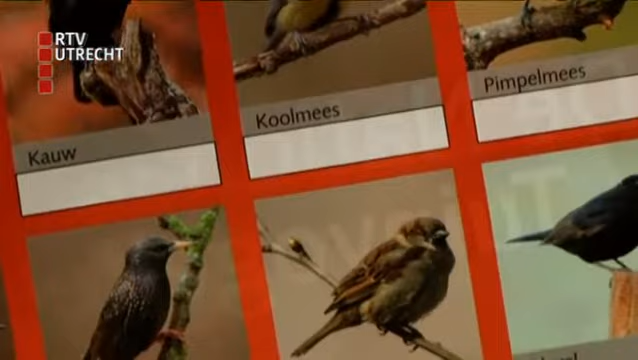 RTV
UTRECHT
Pimpelmees
Koolmees
Kauw